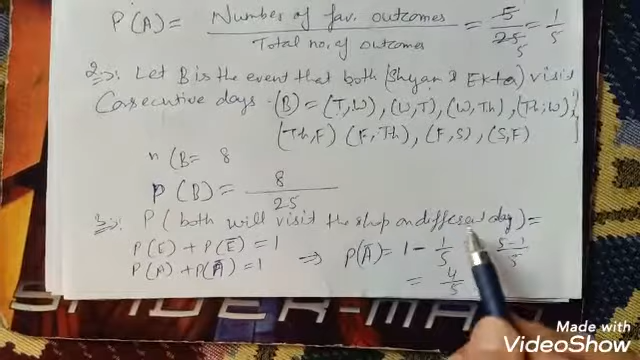 P(A) = Number of fav. outcomes / Total no. of outcomes = 5/25 = 1/5
2 Let B is the event that both (Shyam & Ekta) visit
Consecutive days - (B) = (T,W), (W,T), (W,Th), (Th,W)
(Th,F) (F,Th), (F,S), (S,F) }
n (B = 8
P (B) = 8/25
3 P (both will visit the shop on different day) =
P(E) + P(E̅) = 1
P(A) + P(A̅) = 1 ⇒ P(A̅) = 1 - 1/5 5-1/5
= 4/5
SPIDER-MAN
Made with
VideoShow